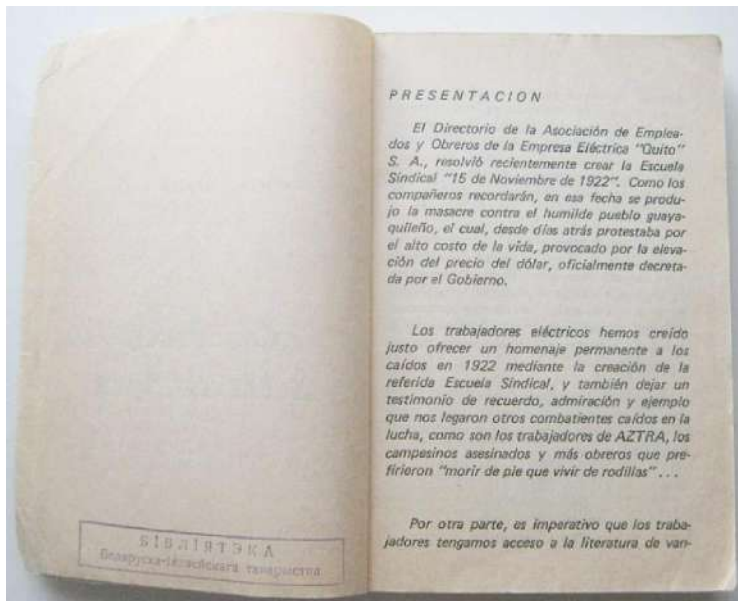 БІБЛІЯТЭКА
таварыства
PRESENTACION
El Directorio de la Asociación de Emplea-
dos y Obreros de la Empresa Eléctrica "Quito"
S. A., resolvió recientemente crear la Escuela
Sindical "15 de Noviembre de 1922". Como los
compañeros recordarán, en esa fecha se produ-
jo la masacre contra el humilde pueblo guaya-
quileño, el cual, desde días atrás protestaba por
el alto costo de la vida, provocado por la eleva-
ción del precio del dólar, oficialmente decreta-
da por el Gobierno.
Los trabajadores eléctricos hemos creído
justo ofrecer un homenaje permanente a los
caídos en 1922 mediante la creación de la
referida Escuela Sindical, y también dejar un
testimonio de recuerdo, admiración y ejemplo
que nos legaron otros combatientes caídos en la
lucha, como son los trabajadores de AZTRA, los
campesinos asesinados y más obreros que pre-
firieron "morir de pie que vivir de rodillas"...
Por otra parte, es imperativo que los traba-
jadores tengamos acceso a la literatura de van-